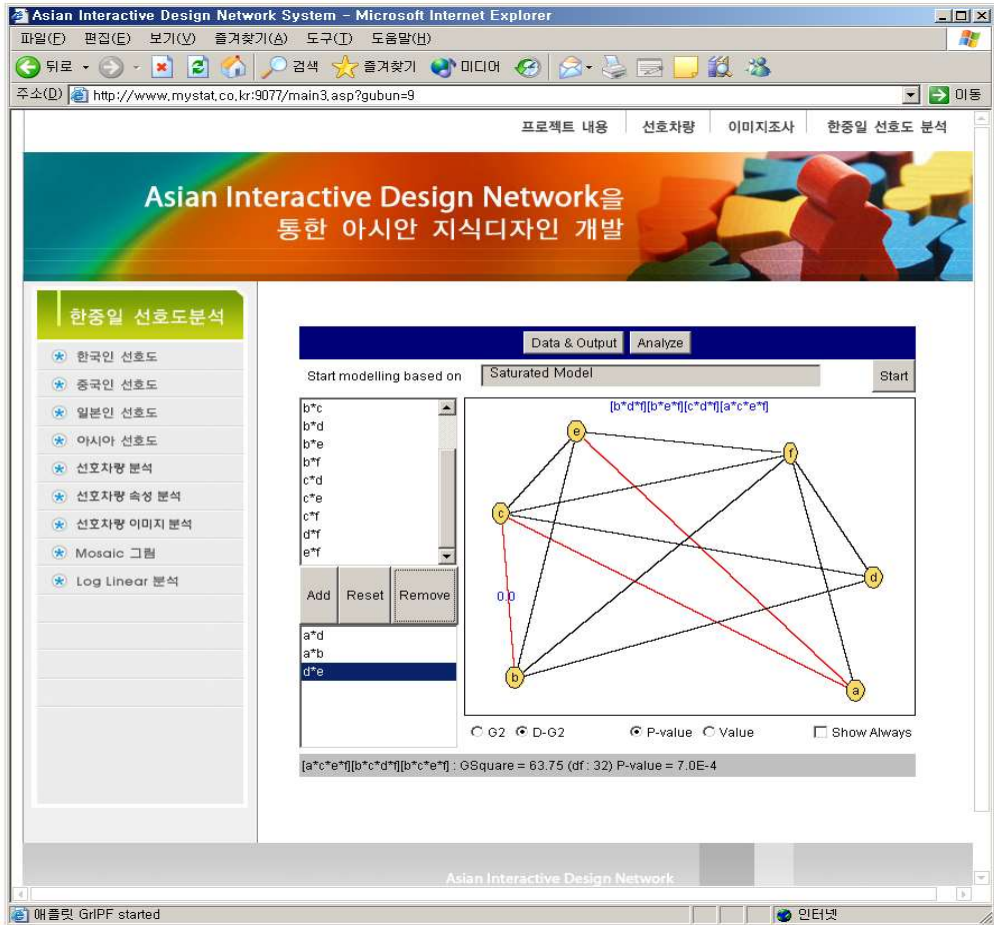 Asian Interactive Design Network System - Microsoft Internet Explorer
파일(F) 편집(E) 보기(V) 즐겨찾기(A) 도구(T) 도움말(H)
뒤로 검색 즐겨찾기 미디어
주소(D) http://www.mystat.co.kr:9077/main3.asp?gubun=9 이동
프로젝트 내용 선호차량 이미지조사 한중일 선호도 분석
Asian Interactive Design Network을
통한 아시안 지식디자인 개발
한중일 선호도분석
한국인 선호도
중국인 선호도
일본인 선호도
아시아 선호도
선호차량 분석
선호차량 속성 분석
선호차량 이미지 분석
Mosaic 그림
Log Linear 분석
Data & Output Analyze
Start modelling based on Saturated Model Start
b*c
b*d
b*e
b*f
c*d
c*e
c*f
d*f
e*f
Add Reset Remove
a*d
a*b
d*e
[b*d*f][b*e*f][c*d*f][a*c*e*f]
e
f
c
d
0.0
b
a
G2 D-G2 P-value Value Show Always
[a*c*e*f][b*c*d*f][b*c*e*f] : GSquare = 63.75 (df : 32) P-value = 7.0E-4
Asian Interactive Design Network
애플릿 GrIPF started 인터넷